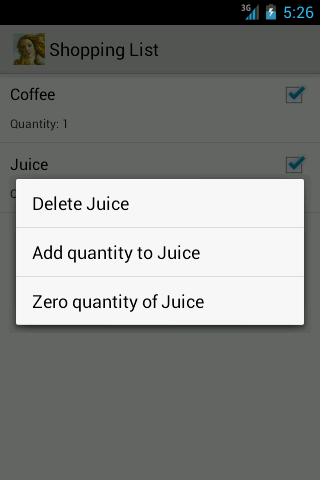 3G 5:26
Shopping List
Coffee
Quantity: 1
Juice
Delete Juice
Add quantity to Juice
Zero quantity of Juice